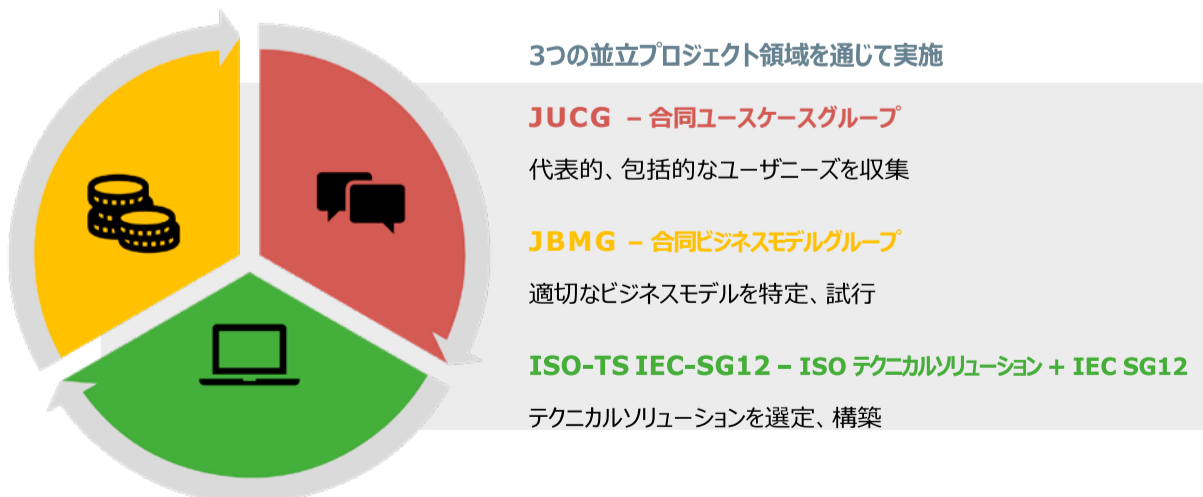 3つの並立プロジェクト領域を通じて実施
JUCG – 合同ユースケースグループ
代表的、包括的なユーザニーズを収集
JBMG – 合同ビジネスモデルグループ
適切なビジネスモデルを特定、試行
ISO-TS IEC-SG12 – ISO テクニカルソリューション + IEC SG12
テクニカルソリューションを選定、構築